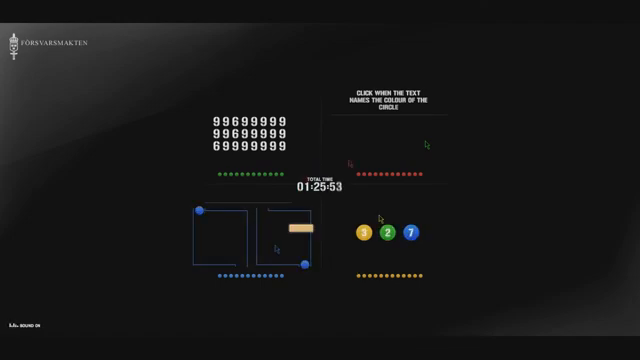 FÖRSVARSMAKTEN
CLICK WHEN THE TEXT
NAMES THE COLOUR OF THE
CIRCLE
99699999
99699999
69999999
TOTAL TIME
01:25:53
3 2 7
SOUND ON